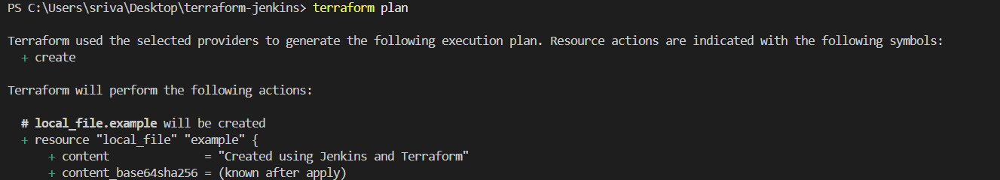 PS C:\Users\sriva\Desktop\terraform-jenkins> terraform plan
Terraform used the selected providers to generate the following execution plan. Resource actions are indicated with the following symbols:
+ create
Terraform will perform the following actions:
# local_file.example will be created
+ resource "local_file" "example" {
+ content = "Created using Jenkins and Terraform"
+ content_base64sha256 = (known after apply)